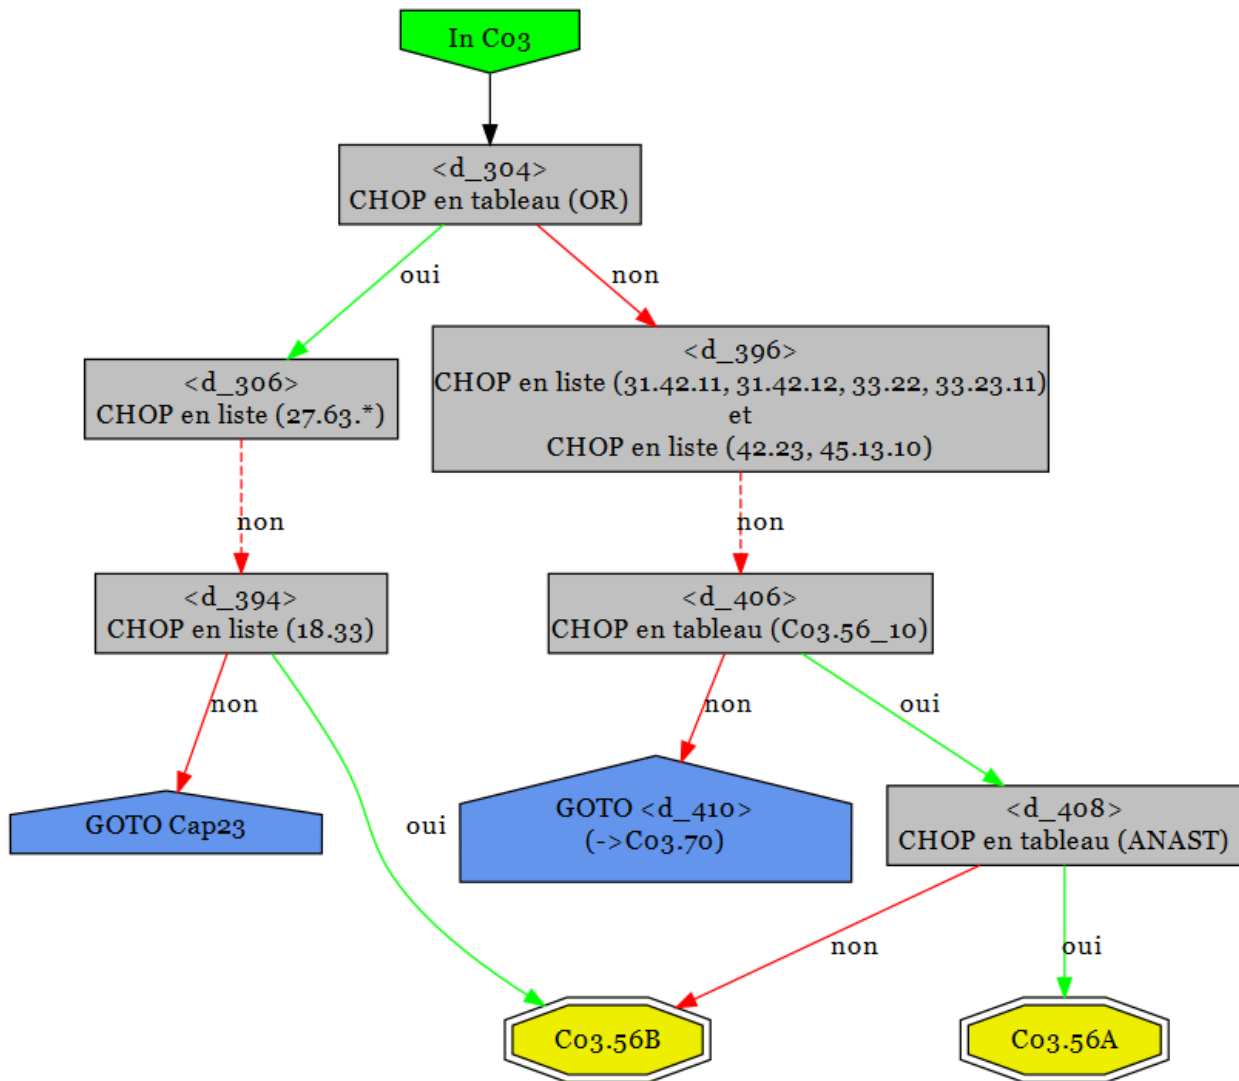 In C03
<d_304>
CHOP en tableau (OR)
oui
non
<d_306>
CHOP en liste (27.63.*)
<d_396>
CHOP en liste (31.42.11, 31.42.12, 33.22, 33.23.11)
et
CHOP en liste (42.23, 45.13.10)
non
non
<d_394>
CHOP en liste (18.33)
<d_406>
CHOP en tableau (C03.56_10)
non
non
oui
GOTO Cap23
oui
GOTO <d_410>
(->C03.70)
<d_408>
CHOP en tableau (ANAST)
non
oui
C03.56B
C03.56A